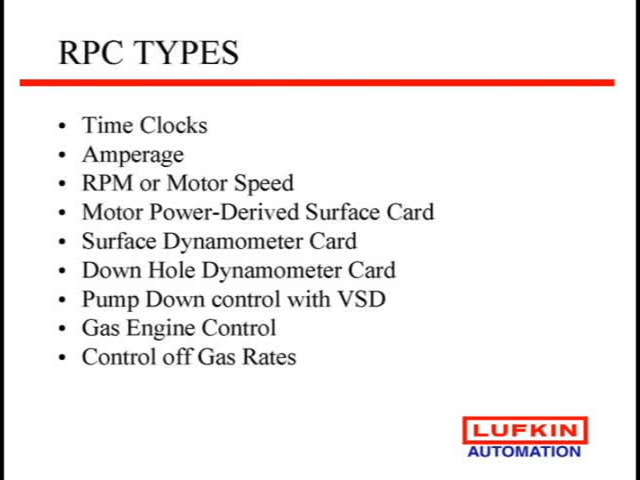 RPC TYPES
• Time Clocks
• Amperage
• RPM or Motor Speed
• Motor Power-Derived Surface Card
• Surface Dynamometer Card
• Down Hole Dynamometer Card
• Pump Down control with VSD
• Gas Engine Control
• Control off Gas Rates
LUFKIN
AUTOMATION